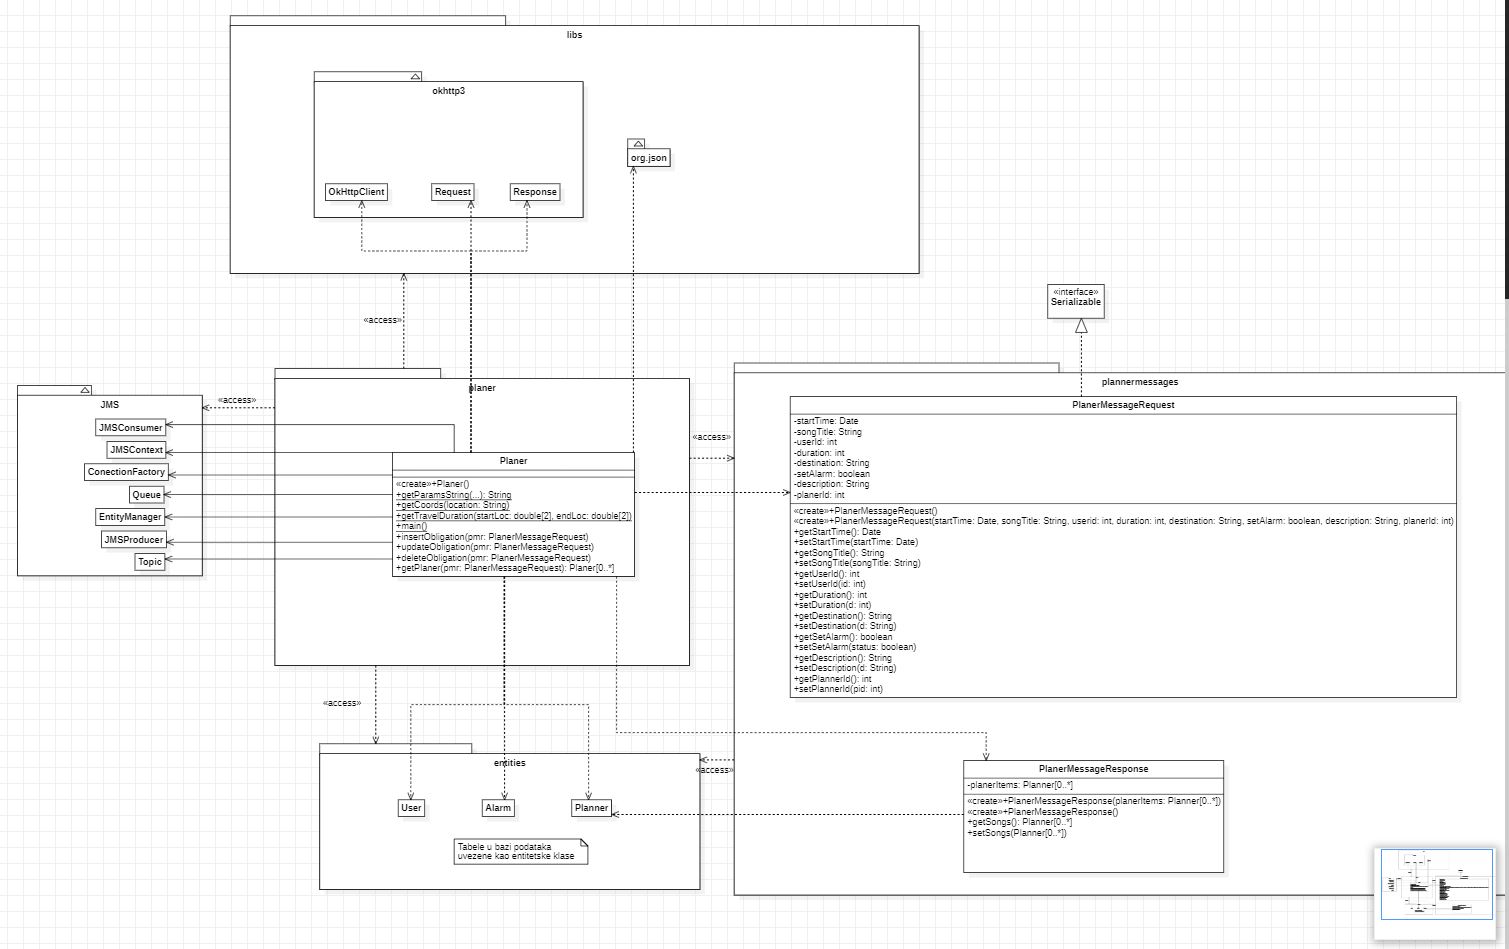 libs
okhttp3
org.json
OkHttpClient
Request
Response
«access»
«interface»
Serializable
planer
JMS
«access»
JMSConsumer
JMSContext
ConectionFactory
Queue
EntityManager
JMSProducer
Topic
Planer
«create»+Planer()
+getParamsString(...): String
+getCoords(location: String)
+getTravelDuration(startLoc: double[2], endLoc: double[2])
+main()
+insertObligation(pmr: PlanerMessageRequest)
+updateObligation(pmr: PlanerMessageRequest)
+deleteObligation(pmr: PlanerMessageRequest)
+getPlaner(pmr: PlanerMessageRequest): Planer[0..*]
«access»
plannermessages
PlanerMessageRequest
-startTime: Date
-songTitle: String
-userId: int
-duration: int
-destination: String
-setAlarm: boolean
-description: String
-planerId: int
«create»+PlanerMessageRequest()
«create»+PlanerMessageRequest(startTime: Date, songTitle: String, userid: int, duration: int, destination: String, setAlarm: boolean, description: String, planerId: int)
+getStartTime(): Date
+setStartTime(startTime: Date)
+getSongTitle(): String
+setSongTitle(songTitle: String)
+getUserId(): int
+setUserId(id: int)
+getDuration(): int
+setDuration(d: int)
+getDestination(): String
+setDestination(d: String)
+getSetAlarm(): boolean
+setSetAlarm(status: boolean)
+getDescription(): String
+setDescription(d: String)
+getPlannerId(): int
+setPlannerId(pid: int)
«access»
entities
User
Alarm
Planner
Tabele u bazi podataka
uvezene kao entitetske klase
«access»
PlanerMessageResponse
-planerItems: Planner[0..*]
«create»+PlanerMessageResponse(planerItems: Planner[0..*])
«create»+PlanerMessageResponse()
+getSongs(): Planner[0..*]
+setSongs(Planner[0..*])